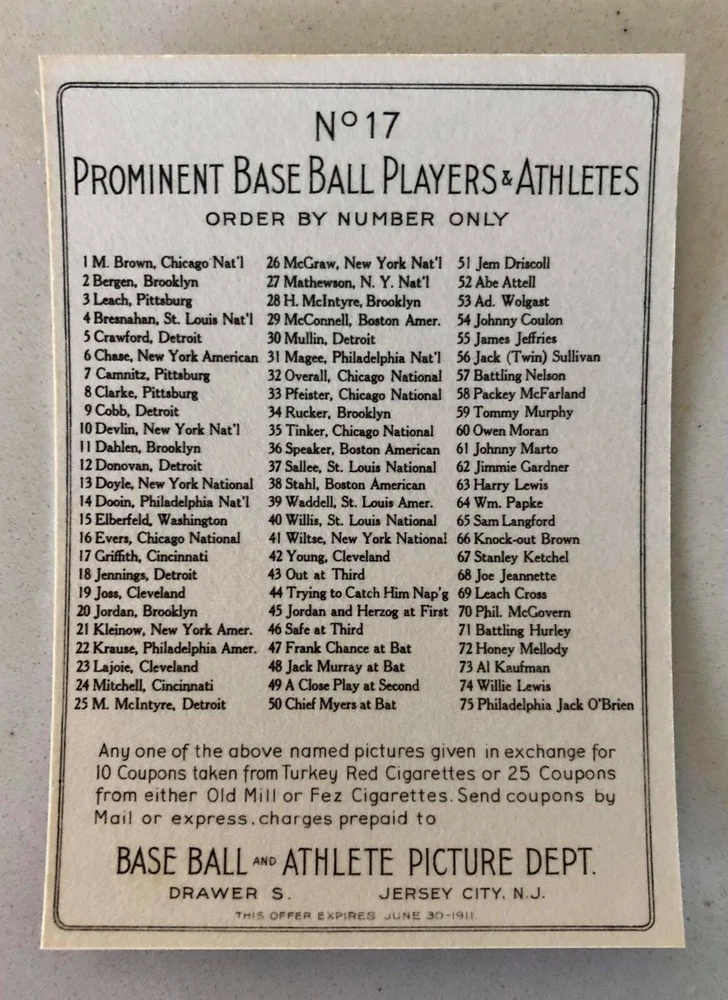 No 17
PROMINENT BASE BALL PLAYERS & ATHLETES
ORDER BY NUMBER ONLY
1 M. Brown, Chicago Nat'l
2 Bergen, Brooklyn
3 Leach, Pittsburg
4 Bresnahan, St. Louis Nat'l
5 Crawford, Detroit
6 Chase, New York American
7 Camnitz, Pittsburg
8 Clarke, Pittsburg
9 Cobb, Detroit
10 Devlin, New York Nat'l
11 Dahlen, Brooklyn
12 Donovan, Detroit
13 Doyle, New York National
14 Dooin, Philadelphia Nat'l
15 Elberfeld, Washington
16 Evers, Chicago National
17 Griffith, Cincinnati
18 Jennings, Detroit
19 Joss, Cleveland
20 Jordan, Brooklyn
21 Kleinow, New York Amer.
22 Krause, Philadelphia Amer.
23 Lajoie, Cleveland
24 Mitchell, Cincinnati
25 M. McIntyre, Detroit
26 McGraw, New York Nat'l
27 Mathewson, N. Y. Nat'l
28 H. McIntyre, Brooklyn
29 McConnell, Boston Amer.
30 Mullin, Detroit
31 Magee, Philadelphia Nat'l
32 Overall, Chicago National
33 Pfeister, Chicago National
34 Rucker, Brooklyn
35 Tinker, Chicago National
36 Speaker, Boston American
37 Sallee, St. Louis National
38 Stahl, Boston American
39 Waddell, St. Louis Amer.
40 Willis, St. Louis National
41 Wiltse, New York National
42 Young, Cleveland
43 Out at Third
44 Trying to Catch Him Nap'g
45 Jordan and Herzog at First
46 Safe at Third
47 Frank Chance at Bat
48 Jack Murray at Bat
49 A Close Play at Second
50 Chief Myers at Bat
51 Jem Driscoll
52 Abe Attell
53 Ad. Wolgast
54 Johnny Coulon
55 James Jeffries
56 Jack (Twin) Sullivan
57 Battling Nelson
58 Packey McFarland
59 Tommy Murphy
60 Owen Moran
61 Johnny Marto
62 Jimmie Gardner
63 Harry Lewis
64 Wm. Papke
65 Sam Langford
66 Knock-out Brown
67 Stanley Ketchel
68 Joe Jeannette
69 Leach Cross
70 Phil. McGovern
71 Battling Hurley
72 Honey Mellody
73 Al Kaufman
74 Willie Lewis
75 Philadelphia Jack O'Brien
Any one of the above named pictures given in exchange for
10 Coupons taken from Turkey Red Cigarettes or 25 Coupons
from either Old Mill or Fez Cigarettes. Send coupons by
Mail or express, charges prepaid to
BASE BALL AND ATHLETE PICTURE DEPT.
DRAWER S. JERSEY CITY, N.J.
THIS OFFER EXPIRES JUNE 30-1911.